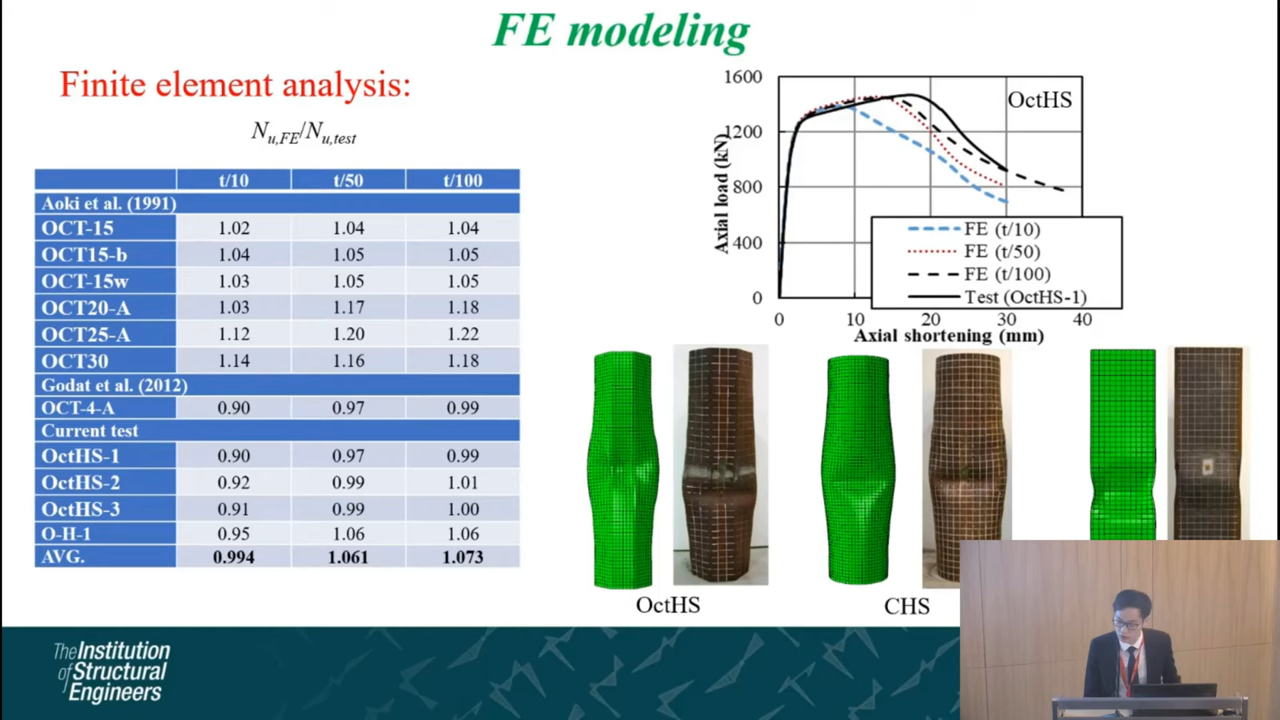 FE modeling
Finite element analysis:
Nu,FE/Nu,test
t/10 t/50 t/100
Aoki et al. (1991)
OCT-15 1.02 1.04 1.04
OCT15-b 1.04 1.05 1.05
OCT-15w 1.03 1.05 1.05
OCT20-A 1.03 1.17 1.18
OCT25-A 1.12 1.20 1.22
OCT30 1.14 1.16 1.18
Godat et al. (2012)
OCT-4-A 0.90 0.97 0.99
Current test
OctHS-1 0.90 0.97 0.99
OctHS-2 0.92 0.99 1.01
OctHS-3 0.91 0.99 1.00
O-H-1 0.95 1.06 1.06
AVG. 0.994 1.061 1.073
1600
1200
800
400
0
Axial load (kN)
OctHS
FE (t/10)
FE (t/50)
FE (t/100)
Test (OctHS-1)
0 10 20 30 40
Axial shortening (mm)
OctHS
CHS
The Institution
of Structural
Engineers